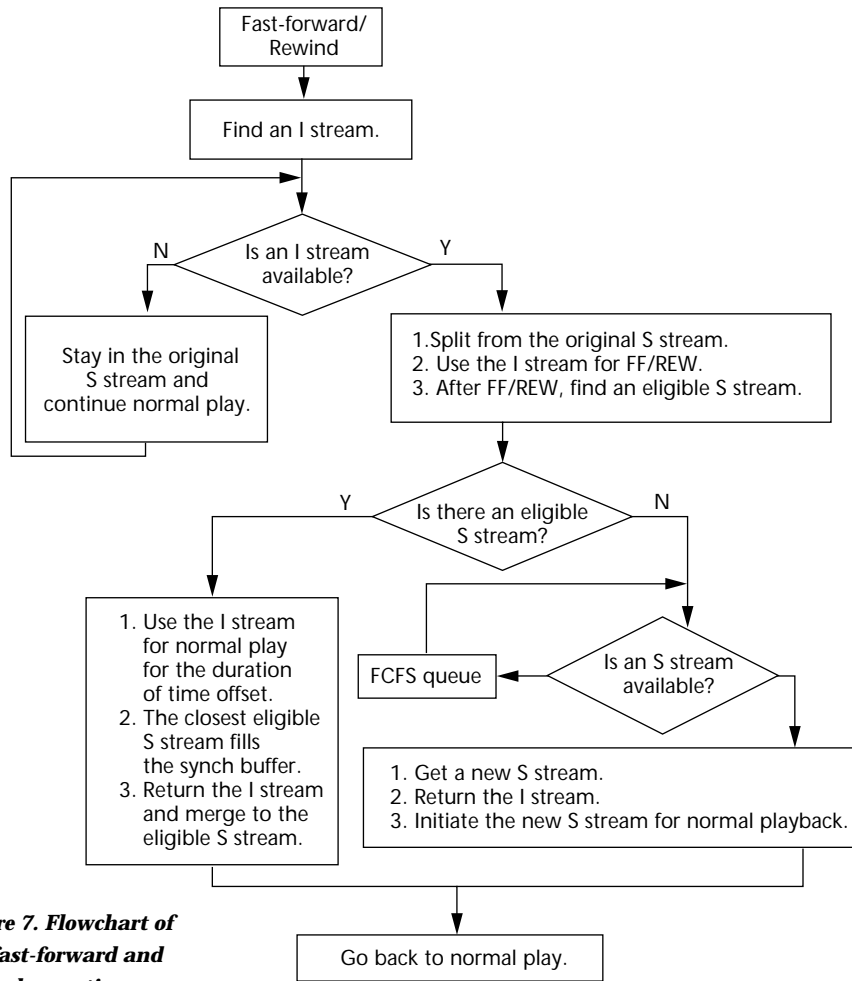 Fast-forward/
Rewind
Find an I stream.
N
Is an I stream
available?
Y
Stay in the original
S stream and
continue normal play.
1.Split from the original S stream.
2. Use the I stream for FF/REW.
3. After FF/REW, find an eligible S stream.
Y
Is there an eligible
S stream?
N
1. Use the I stream
for normal play
for the duration
of time offset.
2. The closest eligible
S stream fills
the synch buffer.
3. Return the I stream
and merge to the
eligible S stream.
FCFS queue
Is an S stream
available?
1. Get a new S stream.
2. Return the I stream.
3. Initiate the new S stream for normal playback.
re 7. Flowchart of
fast-forward and
Go back to normal play.